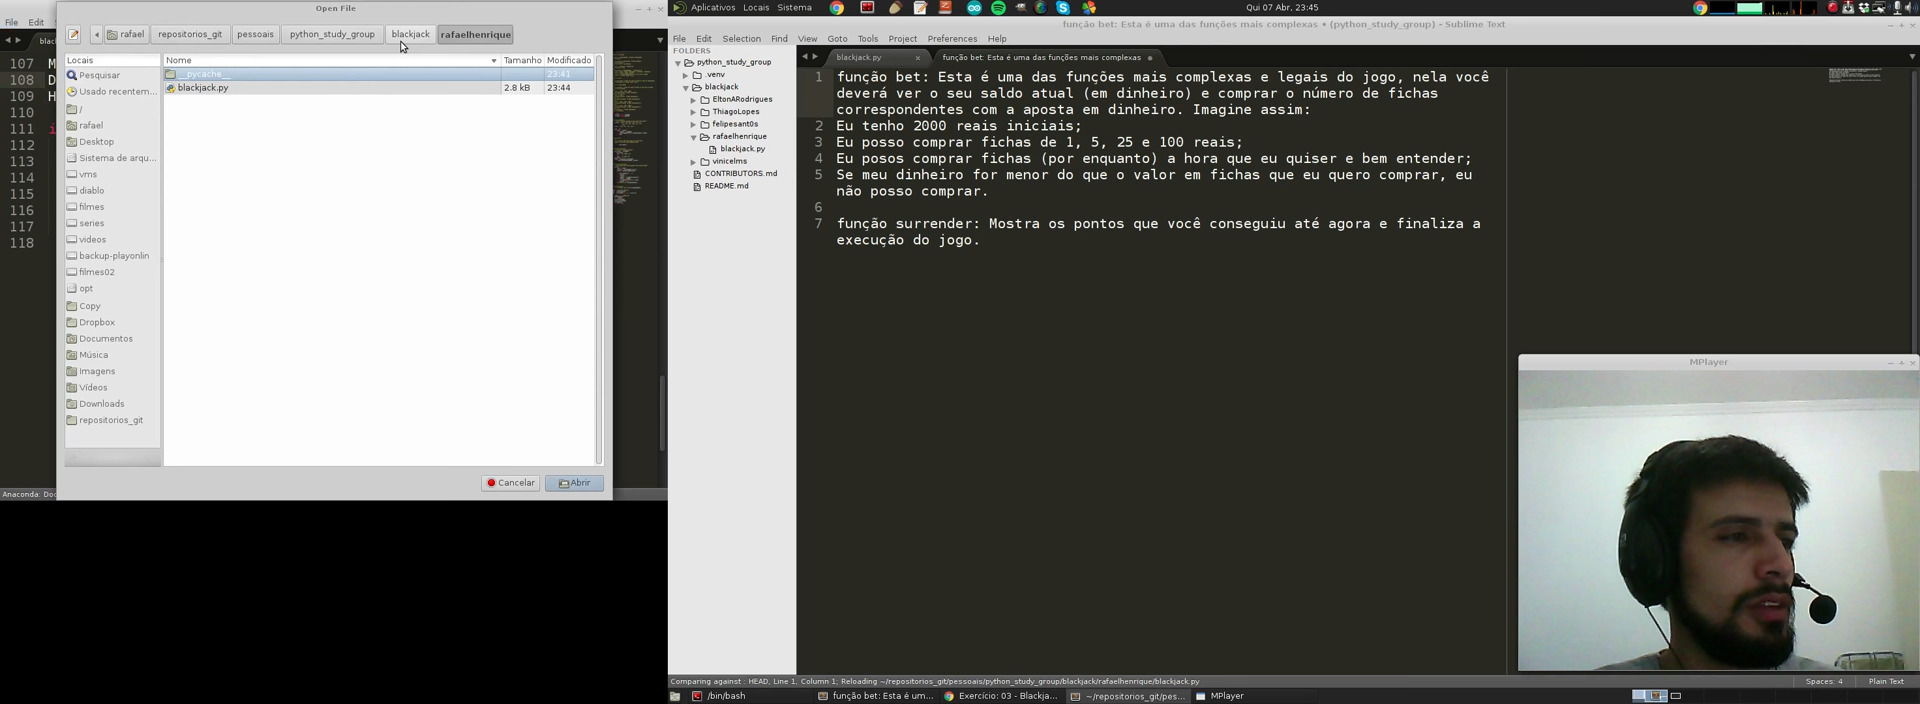 Open File
File Edit
rafael repositorios_git pessoais python_study_group blackjack rafaelhenrique
Locais
Pesquisar
Usado recentem...
/
rafael
Desktop
Sistema de arqu...
vms
diablo
filmes
series
videos
backup-playonlin
filmes02
opt
Copy
Dropbox
Documentos
Música
Imagens
Vídeos
Downloads
repositorios_git
Nome Tamanho Modificado
__pycache__ 23:41
blackjack.py 2.8 kB 23:44
Cancelar Abrir
107 M
108 D
109 H
110
111 i
112
113
114
115
116
117
118
Anaconda: Doc
Aplicativos Locais Sistema Qui 07 Abr, 23:45
função bet: Esta é uma das funções mais complexas • (python_study_group) - Sublime Text
File Edit Selection Find View Goto Tools Project Preferences Help
FOLDERS
python_study_group
.venv
blackjack
EltonARodrigues
ThiagoLopes
felipesant0s
rafaelhenrique
blackjack.py
vinicelms
CONTRIBUTORS.md
README.md
blackjack.py × função bet: Esta é uma das funções mais complexas
1 função bet: Esta é uma das funções mais complexas e legais do jogo, nela você
deverá ver o seu saldo atual (em dinheiro) e comprar o número de fichas
correspondentes com a aposta em dinheiro. Imagine assim:
2 Eu tenho 2000 reais iniciais;
3 Eu posso comprar fichas de 1, 5, 25 e 100 reais;
4 Eu posos comprar fichas (por enquanto) a hora que eu quiser e bem entender;
5 Se meu dinheiro for menor do que o valor em fichas que eu quero comprar, eu
não posso comprar.
6
7 função surrender: Mostra os pontos que você conseguiu até agora e finaliza a
execução do jogo.
MPlayer
Comparing against : HEAD, Line 1, Column 1; Reloading ~/repositorios_git/pessoais/python_study_group/blackjack/rafaelhenrique/blackjack.py
Spaces: 4 Plain Text
/bin/bash função bet: Esta é um... Exercício: 03 - Blackja... ~/repositorios_git/pes... MPlayer